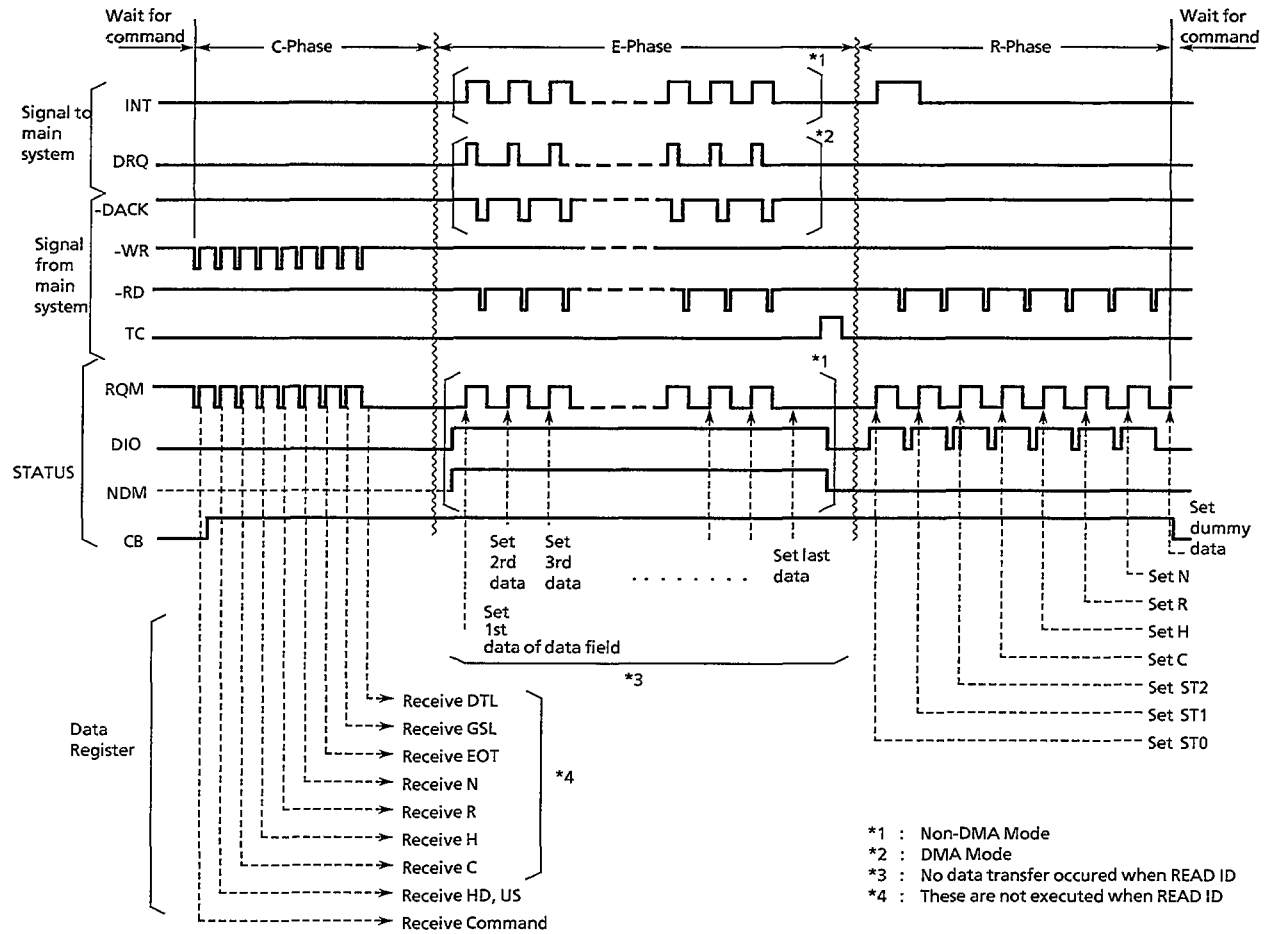 Wait for
command
C-Phase
E-Phase
R-Phase
Wait for
command
*1
Signal to
main
system
INT
*2
DRQ
-DACK
Signal
from
main
system
-WR
-RD
TC
*1
STATUS
RQM
DIO
NDM
CB
Set
2rd
data
Set
3rd
data
. . . . . . . .
Set last
data
Set
dummy
data
Set
1st
data of data field
*3
Set N
Set R
Set H
Set C
Set ST2
Set ST1
Set ST0
Data
Register
Receive DTL
Receive GSL
Receive EOT
Receive N
Receive R
Receive H
Receive C
*4
Receive HD, US
Receive Command
*1 : Non-DMA Mode
*2 : DMA Mode
*3 : No data transfer occured when READ ID
*4 : These are not executed when READ ID